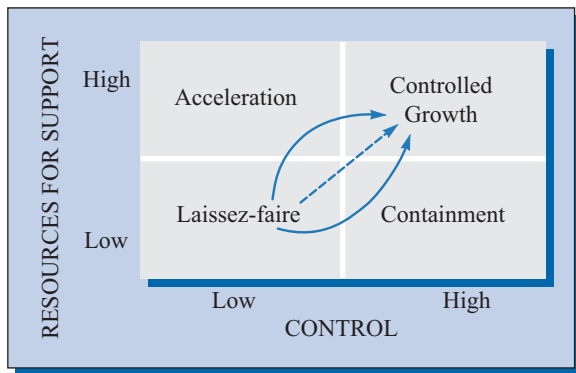 RESOURCES FOR SUPPORT
High
Acceleration
Controlled
Growth
Low
Laissez-faire
Containment
Low
High
CONTROL